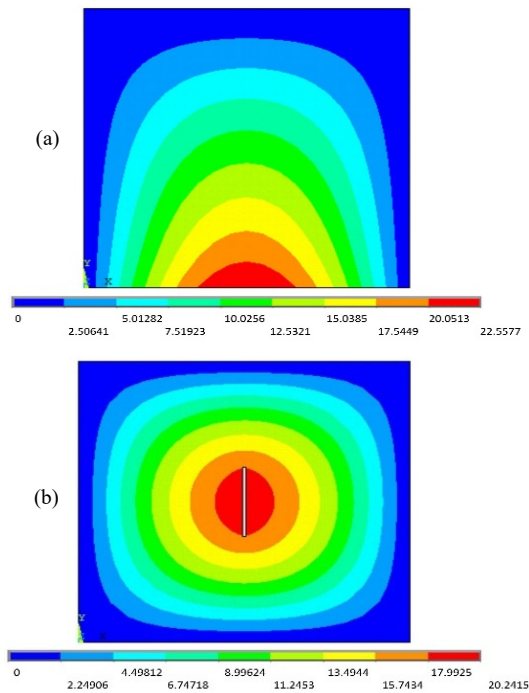 (a)
Y
X
0 5.01282 10.0256 15.0385 20.0513
2.50641 7.51923 12.5321 17.5449 22.5577
(b)
Y
0 4.49812 8.99624 13.4944 17.9925
2.24906 6.74718 11.2453 15.7434 20.2415